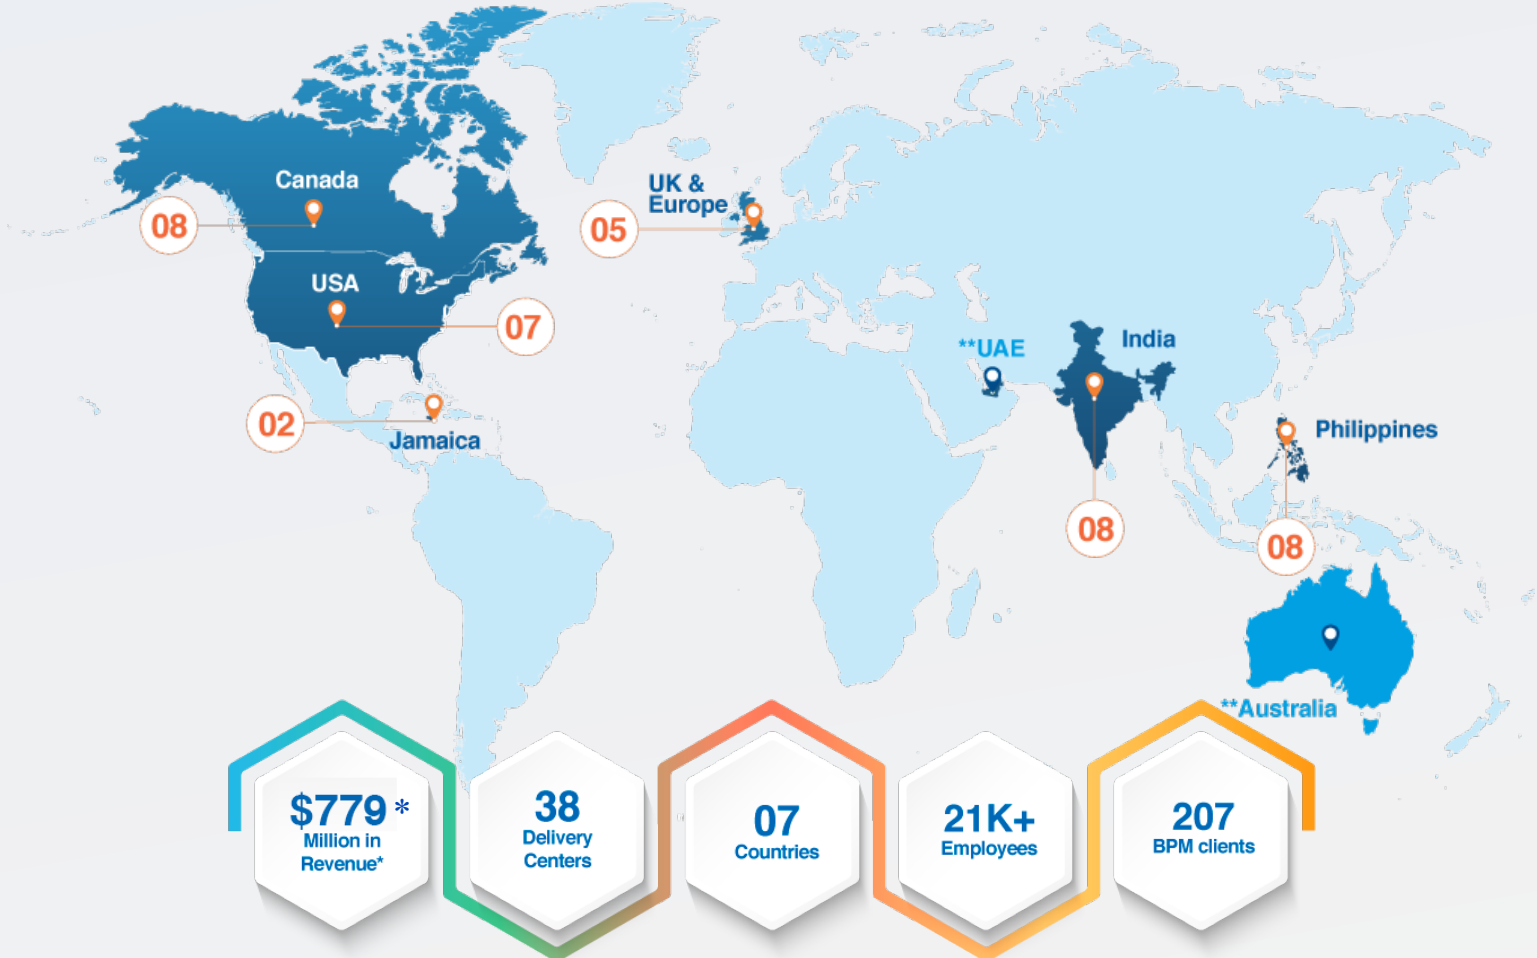 Canada
08
USA
07
02
Jamaica
UK &
Europe
05
**UAE
India
08
Philippines
08
**Australia
$779 *
Million in
Revenue*
38
Delivery
Centers
07
Countries
21K+
Employees
207
BPM clients